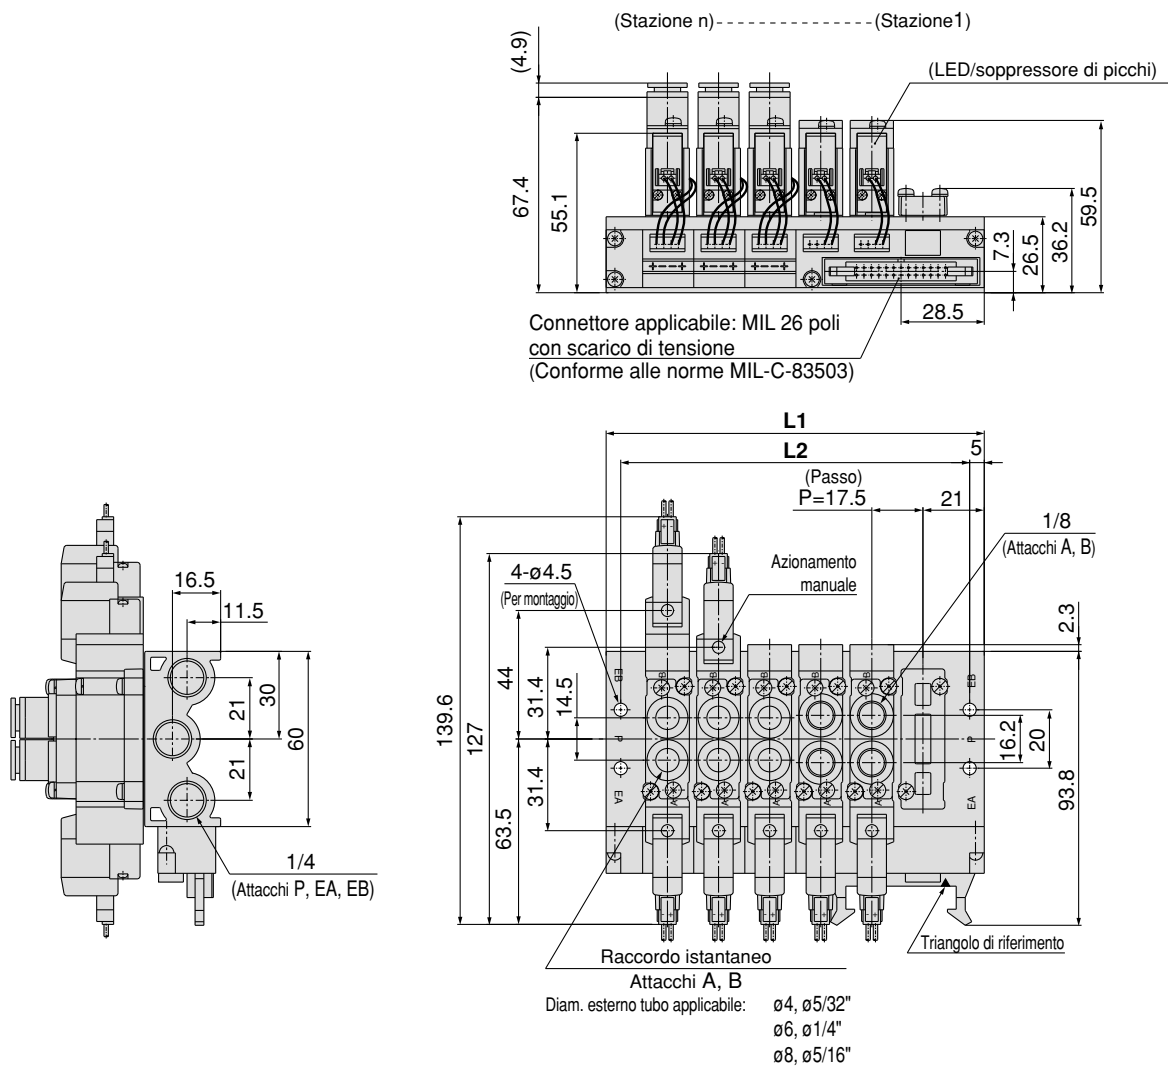 (Stazione n) (Stazione1)
(4.9)
(LED/soppressore di picchi)
67.4
55.1
7.3
26.5
36.2
59.5
28.5
Connettore applicabile: MIL 26 poli
con scarico di tensione
(Conforme alle norme MIL-C-83503)
L1
L2
5
(Passo)
P=17.5
21
1/8
(Attacchi A, B)
Azionamento
manuale
4-ø4.5
(Per montaggio)
16.5
11.5
21
30
60
21
1/4
(Attacchi P, EA, EB)
139.6
127
44
31.4
14.5
63.5
31.4
2.3
16.2
20
93.8
EB
P
EA
B B B B B
A A A A A
EB
P
EA
Triangolo di riferimento
Raccordo istantaneo
Attacchi A, B
Diam. esterno tubo applicabile: ø4, ø5/32"
ø6, ø1/4"
ø8, ø5/16"